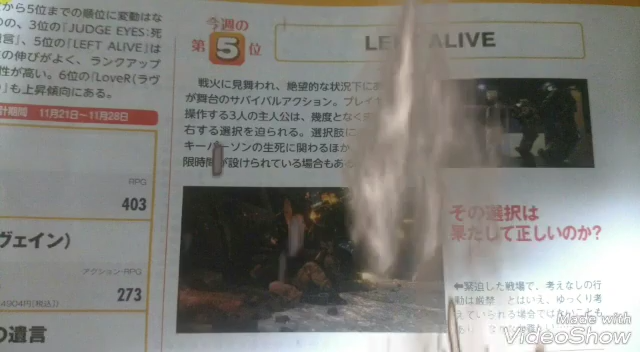 から5位までの順位に変動はな
の、3位の『JUDGE EYES:死
遺言』、5位の『LEFT ALIVE』は
の伸びがよく、ランクアップ
性が高い。6位の『LoveR(ラヴ
も上昇傾向にある。
計期間 11月21日~11月28日
RPG
403
ヴェイン)
アクション・RPG
4904円[税込])
273
の遺言
今週の
第5位
LE ALIVE
戦火に見舞われ、絶望的な状況下に
が舞台のサバイバルアクション。プレイ
操作する3人の主人公は、幾度となく
右する選択を迫られる。選択肢に
キーパーソンの生死に関わるほか
限時間が設けられている場合もある
その選択は
果たして正しいのか?
←緊迫した戦場で、考えなしの行
動は厳禁 とはいえ、ゆっくり考
えていられる場合では
Made with
VideoShow